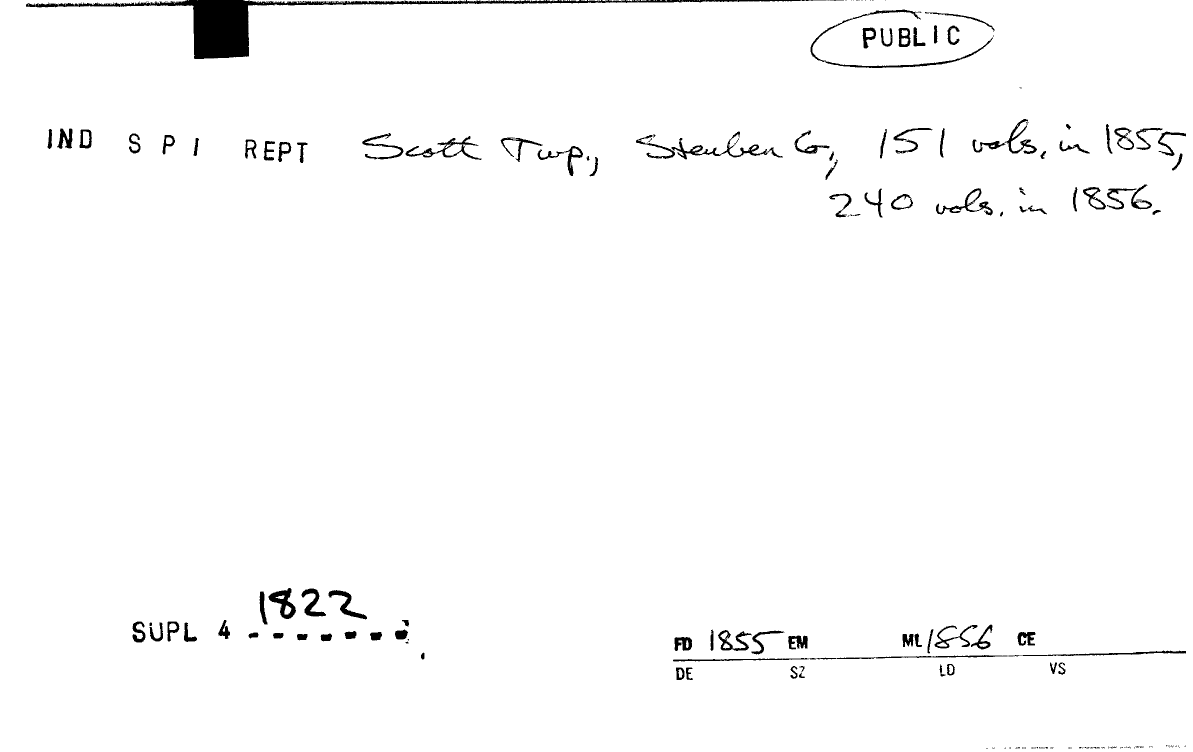 PUBLIC
IND S P I REPT Scott Twp., Steuben Co., 151 vols. in 1855,
240 vols. in 1856.
1822
SUPL 4 -------
FD 1855 EM ML 1856 CE
DE SZ LD VS